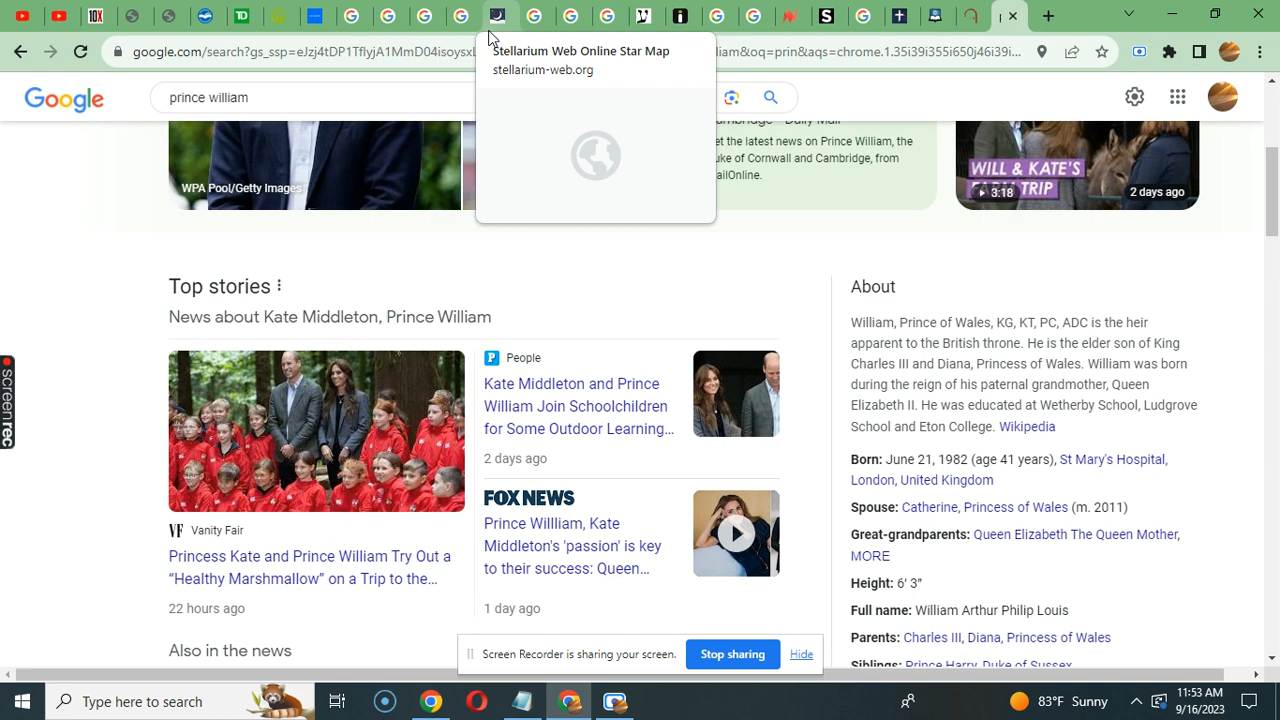 10X
TD
W
S
google.com/search?gs_ssp=eJzj4tDP1TflyjA1MmD04isoysxL
liam&oq=prin&aqs=chrome.1.35i39i355i650j46i39i...
Stellarium Web Online Star Map
stellarium-web.org
Google
prince william
Daily Mail
et the latest news on Prince William, the
uke of Cornwall and Cambridge, from
ailOnline.
WPA Pool/Getty Images
WILL & KATE'S
FARM TRIP
3:18
2 days ago
Top stories
News about Kate Middleton, Prince William
VF Vanity Fair
Princess Kate and Prince William Try Out a
“Healthy Marshmallow” on a Trip to the...
22 hours ago
P People
Kate Middleton and Prince
William Join Schoolchildren
for Some Outdoor Learning...
2 days ago
FOX NEWS
Prince Willliam, Kate
Middleton's 'passion' is key
to their success: Queen...
1 day ago
Also in the news
About
William, Prince of Wales, KG, KT, PC, ADC is the heir
apparent to the British throne. He is the elder son of King
Charles III and Diana, Princess of Wales. William was born
during the reign of his paternal grandmother, Queen
Elizabeth II. He was educated at Wetherby School, Ludgrove
School and Eton College. Wikipedia
Born: June 21, 1982 (age 41 years), St Mary's Hospital,
London, United Kingdom
Spouse: Catherine, Princess of Wales (m. 2011)
Great-grandparents: Queen Elizabeth The Queen Mother,
MORE
Height: 6′ 3″
Full name: William Arthur Philip Louis
Parents: Charles III, Diana, Princess of Wales
Siblings: Prince Harry, Duke of Sussex
screenrec
Screen Recorder is sharing your screen. Stop sharing Hide
Type here to search
83°F Sunny
11:53 AM
9/16/2023